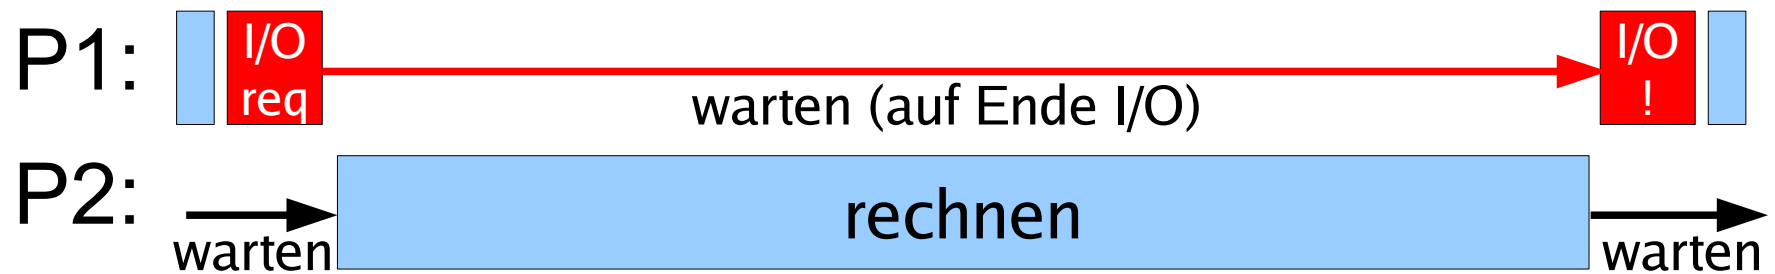 P1:
I/O
req
warten (auf Ende I/O)
I/O
!
P2:
warten
rechnen
warten